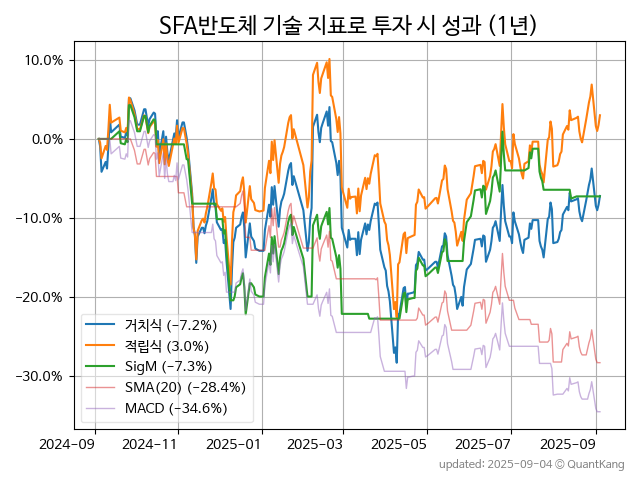 SFA반도체 기술 지표로 투자 시 성과 (1년)
10.0%
0.0%
−10.0%
−20.0%
−30.0%
거치식 (−7.2%)
적립식 (3.0%)
SigM (−7.3%)
SMA(20) (−28.4%)
MACD (−34.6%)
2024-09 2024-11 2025-01 2025-03 2025-05 2025-07 2025-09
updated: 2025-09-04 © QuantKang